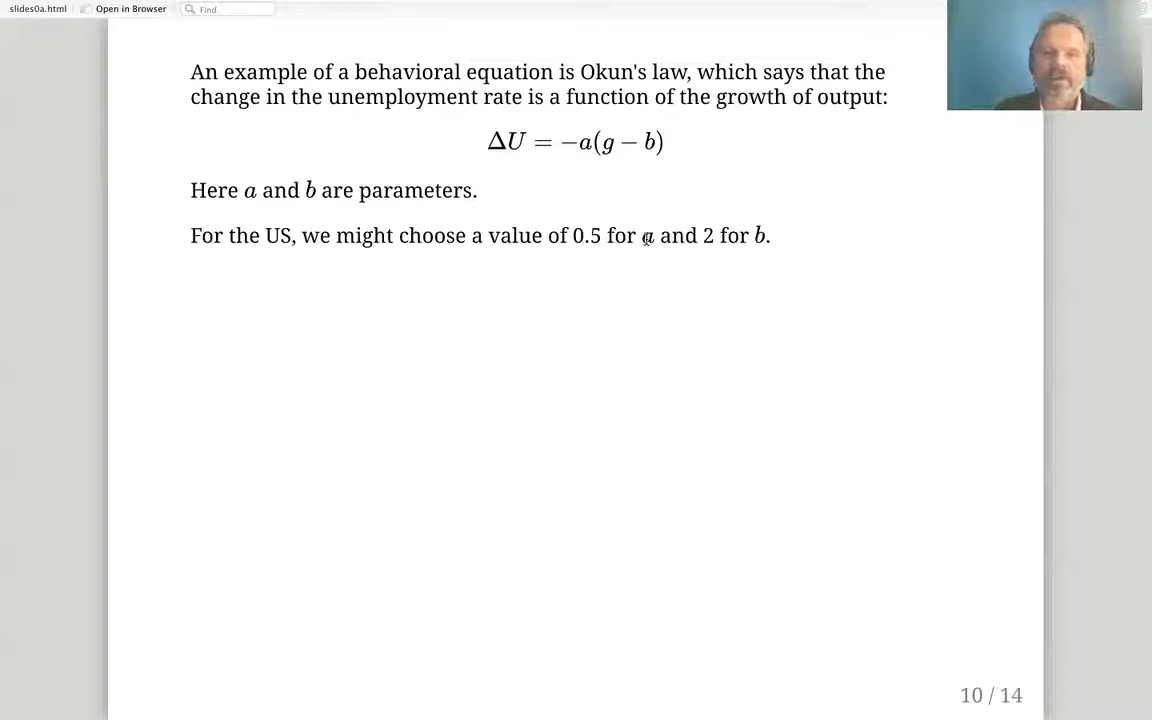 slides0a.html Open in Browser Find
An example of a behavioral equation is Okun's law, which says that the
change in the unemployment rate is a function of the growth of output:
ΔU = −a(g − b)
Here a and b are parameters.
For the US, we might choose a value of 0.5 for a and 2 for b.
10 / 14